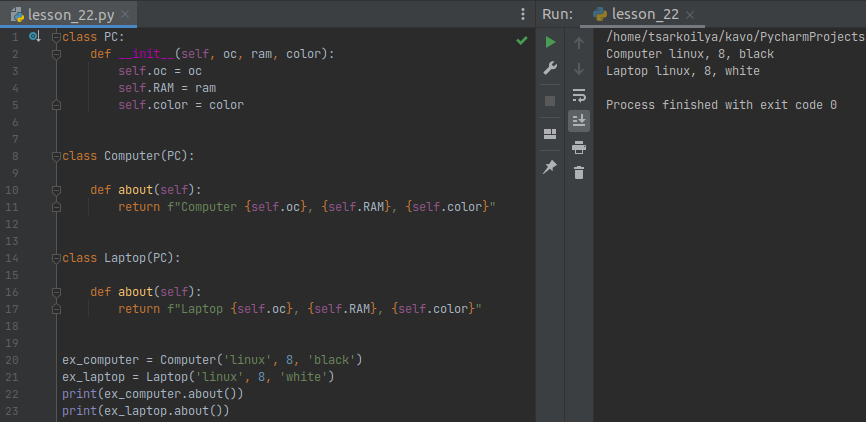 lesson_22.py
1 class PC:
2 def __init__(self, oc, ram, color):
3 self.oc = oc
4 self.RAM = ram
5 self.color = color
6
7
8 class Computer(PC):
9
10 def about(self):
11 return f"Computer {self.oc}, {self.RAM}, {self.color}"
12
13
14 class Laptop(PC):
15
16 def about(self):
17 return f"Laptop {self.oc}, {self.RAM}, {self.color}"
18
19
20 ex_computer = Computer('linux', 8, 'black')
21 ex_laptop = Laptop('linux', 8, 'white')
22 print(ex_computer.about())
23 print(ex_laptop.about())
Run: lesson_22
/home/tsarkoilya/kavo/PycharmProjects
Computer linux, 8, black
Laptop linux, 8, white
Process finished with exit code 0